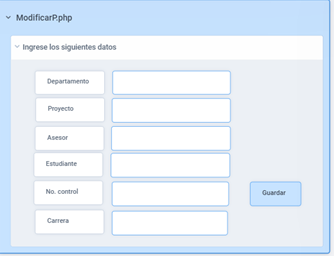 ModificarP.php
Ingrese los siguientes datos
Departamento
Proyecto
Asesor
Estudiante
No. control
Guardar
Carrera